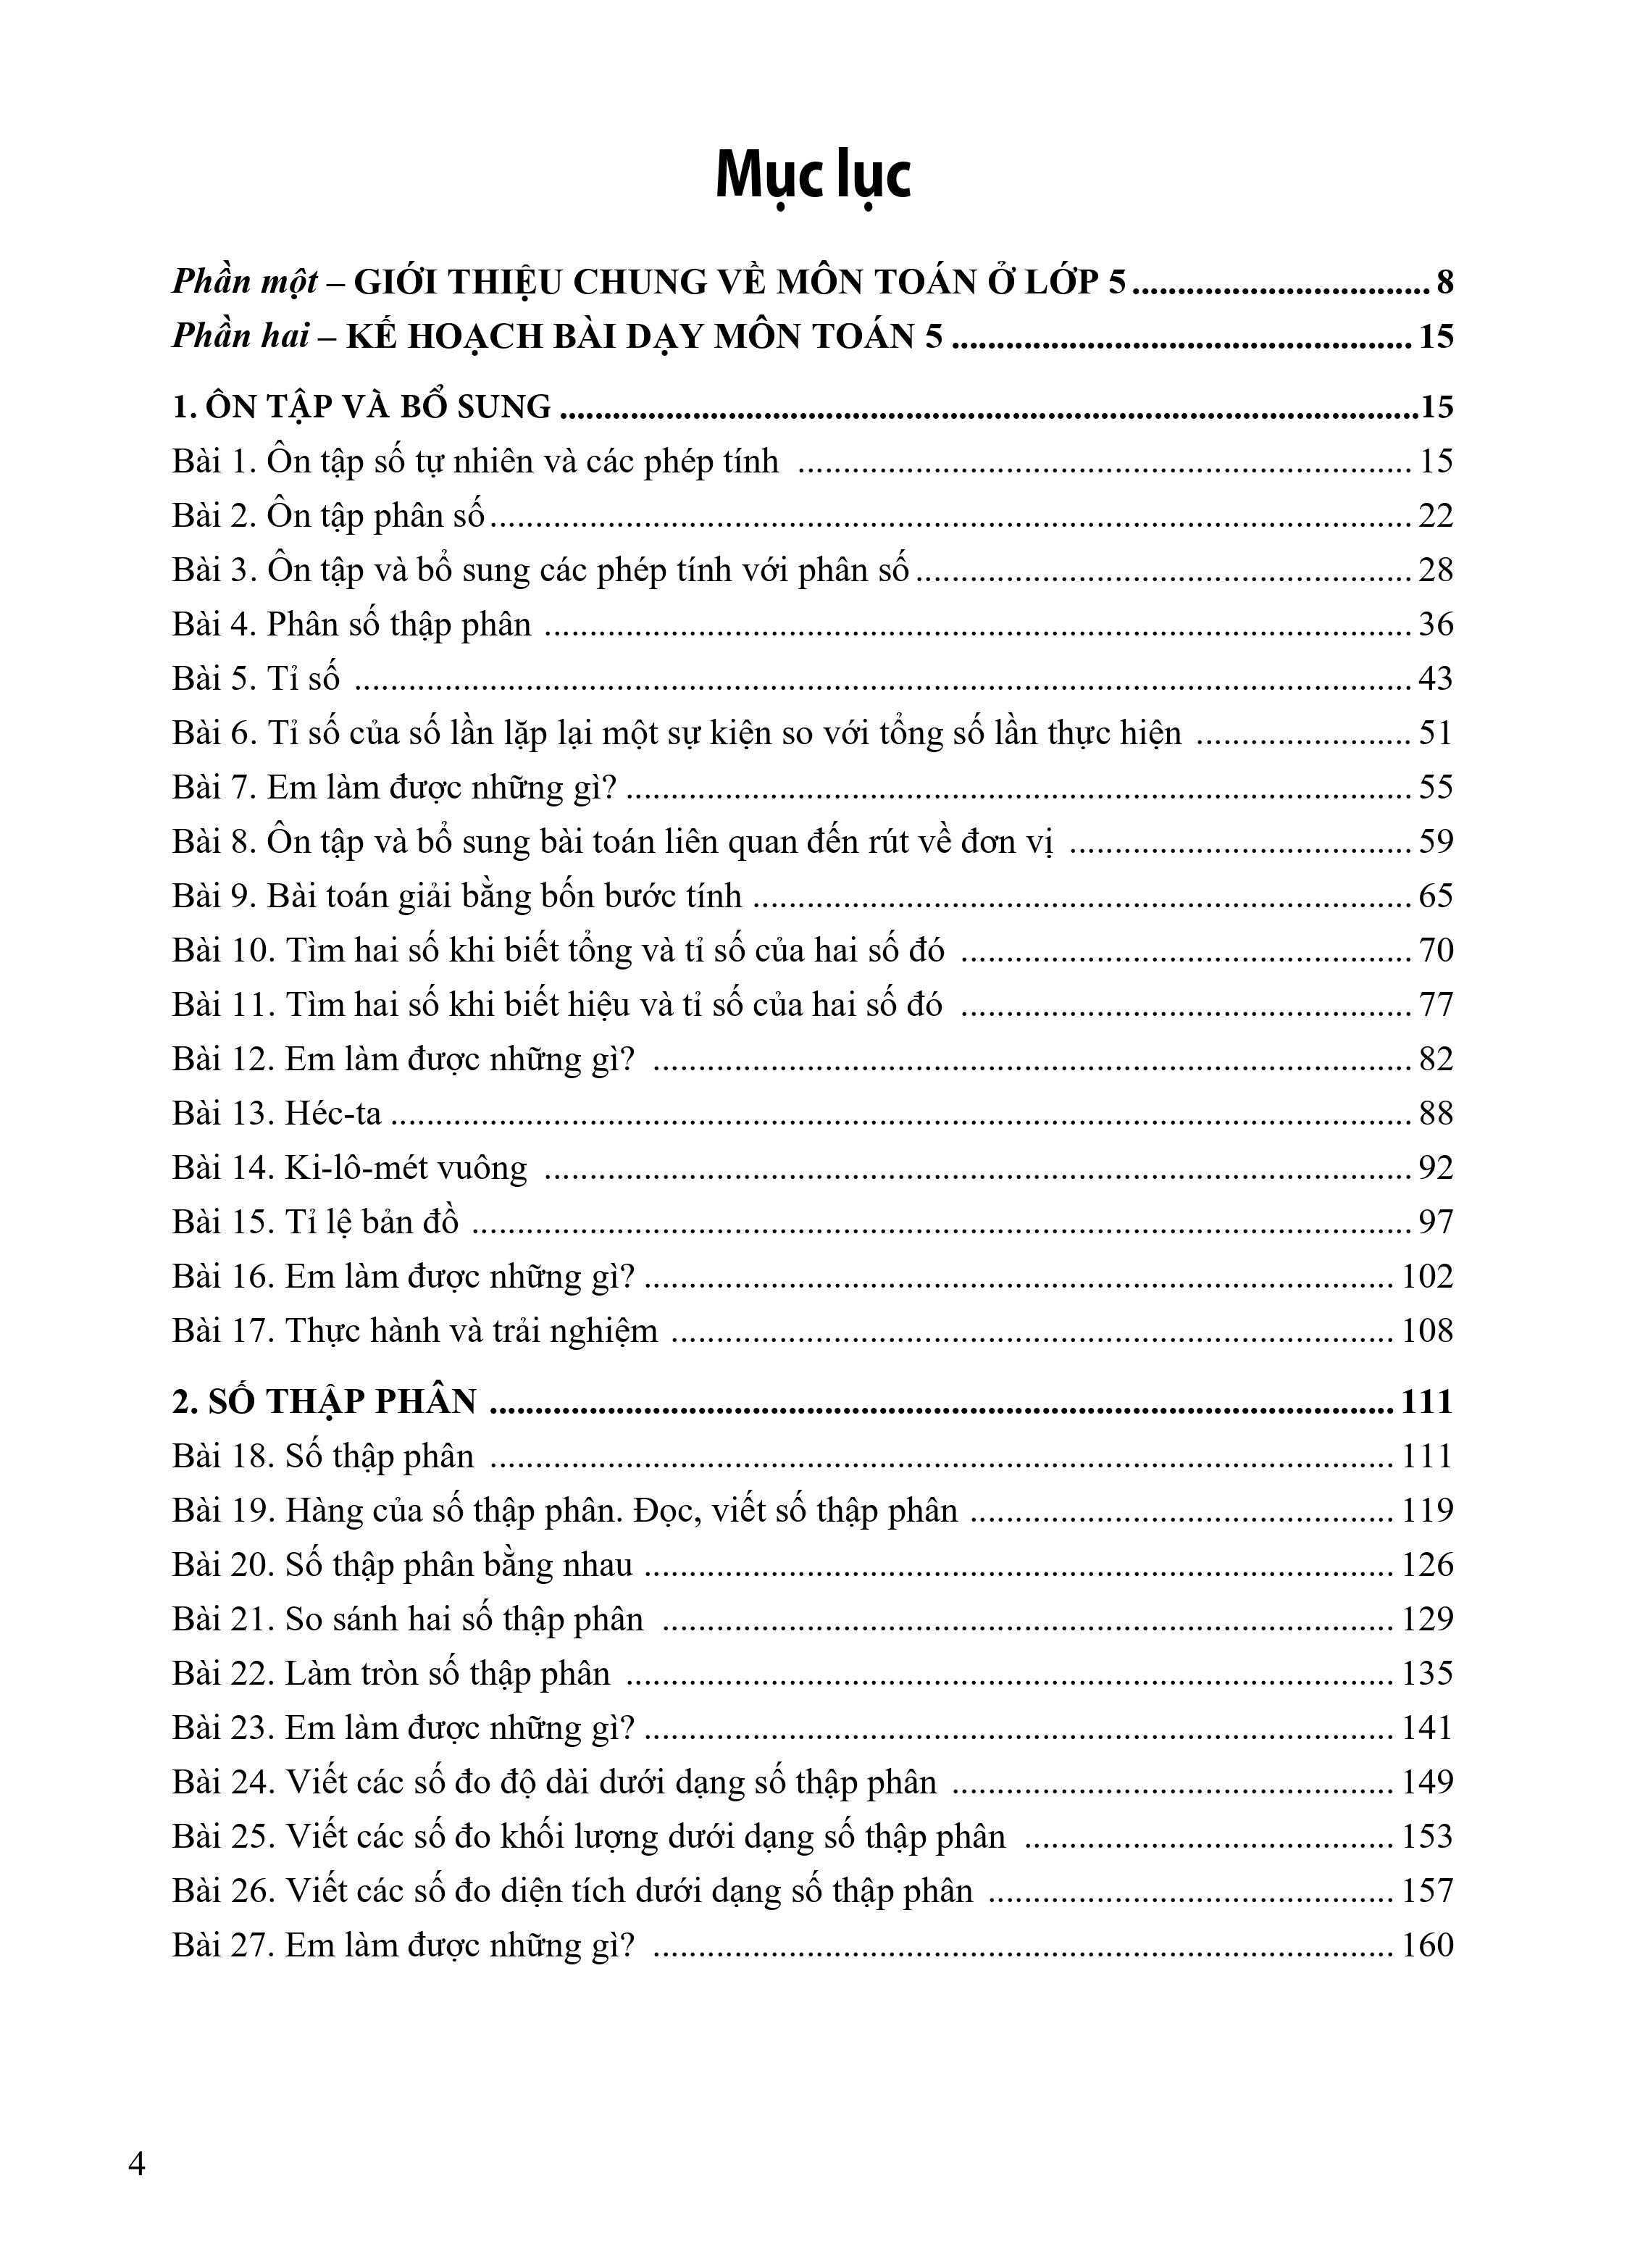 Mục lục
Phần một – GIỚI THIỆU CHUNG VỀ MÔN TOÁN Ở LỚP 5 ................................. 8
Phần hai – KẾ HOẠCH BÀI DẠY MÔN TOÁN 5 ................................................... 15
1. ÔN TẬP VÀ BỔ SUNG ................................................................................................15
Bài 1. Ôn tập số tự nhiên và các phép tính .................................................................... 15
Bài 2. Ôn tập phân số...................................................................................................... 22
Bài 3. Ôn tập và bổ sung các phép tính với phân số....................................................... 28
Bài 4. Phân số thập phân ................................................................................................ 36
Bài 5. Tỉ số ..................................................................................................................... 43
Bài 6. Tỉ số của số lần lặp lại một sự kiện so với tổng số lần thực hiện ........................ 51
Bài 7. Em làm được những gì? ....................................................................................... 55
Bài 8. Ôn tập và bổ sung bài toán liên quan đến rút về đơn vị ...................................... 59
Bài 9. Bài toán giải bằng bốn bước tính ......................................................................... 65
Bài 10. Tìm hai số khi biết tổng và tỉ số của hai số đó .................................................. 70
Bài 11. Tìm hai số khi biết hiệu và tỉ số của hai số đó .................................................. 77
Bài 12. Em làm được những gì? .................................................................................... 82
Bài 13. Héc-ta ................................................................................................................. 88
Bài 14. Ki-lô-mét vuông ................................................................................................ 92
Bài 15. Tỉ lệ bản đồ ........................................................................................................ 97
Bài 16. Em làm được những gì? ................................................................................... 102
Bài 17. Thực hành và trải nghiệm ................................................................................ 108
2. SỐ THẬP PHÂN ..................................................................................................... 111
Bài 18. Số thập phân .................................................................................................... 111
Bài 19. Hàng của số thập phân. Đọc, viết số thập phân ............................................... 119
Bài 20. Số thập phân bằng nhau ................................................................................... 126
Bài 21. So sánh hai số thập phân ................................................................................. 129
Bài 22. Làm tròn số thập phân ..................................................................................... 135
Bài 23. Em làm được những gì? ................................................................................... 141
Bài 24. Viết các số đo độ dài dưới dạng số thập phân ................................................. 149
Bài 25. Viết các số đo khối lượng dưới dạng số thập phân ......................................... 153
Bài 26. Viết các số đo diện tích dưới dạng số thập phân ............................................. 157
Bài 27. Em làm được những gì? .................................................................................. 160
4